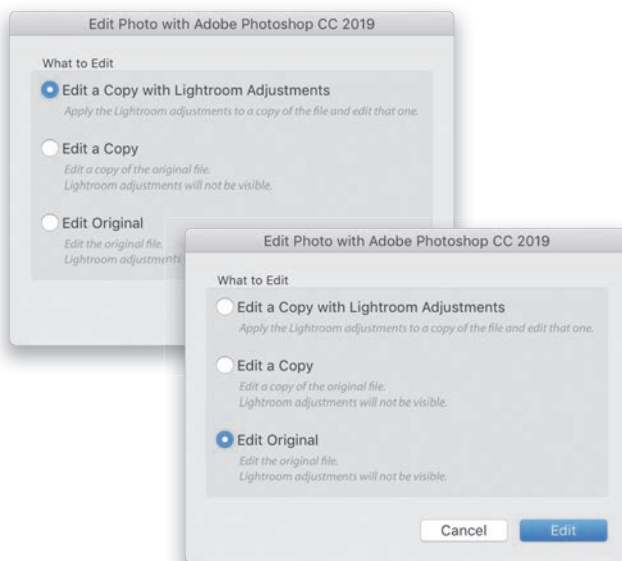 Edit Photo with Adobe Photoshop CC 2019
What to Edit
Edit a Copy with Lightroom Adjustments
Apply the Lightroom adjustments to a copy of the file and edit that one.
Edit a Copy
Edit a copy of the original file.
Lightroom adjustments will not be visible.
Edit Original
Edit the original file.
Lightroom adjustments
Edit Photo with Adobe Photoshop CC 2019
What to Edit
Edit a Copy with Lightroom Adjustments
Apply the Lightroom adjustments to a copy of the file and edit that one.
Edit a Copy
Edit a copy of the original file.
Lightroom adjustments will not be visible.
Edit Original
Edit the original file.
Lightroom adjustments will not be visible.
Cancel
Edit